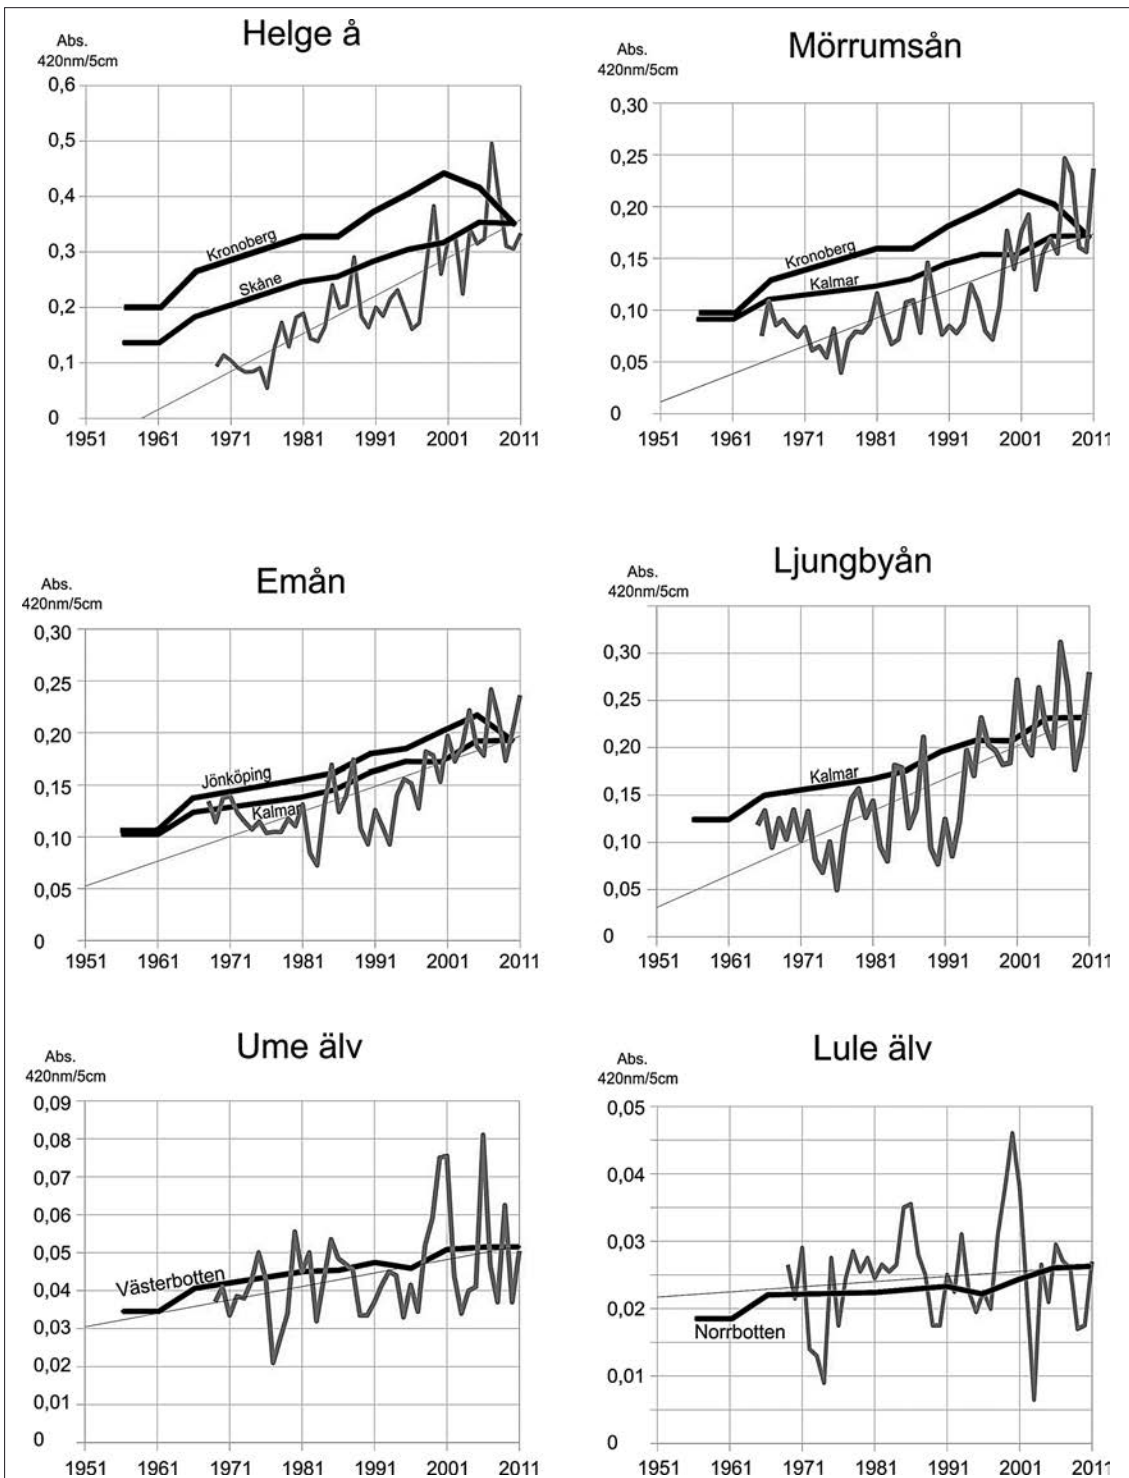 Helge å
Abs.
420nm/5cm
0,6
0,5
0,4
0,3
0,2
0,1
0
Kronoberg
Skåne
1951 1961 1971 1981 1991 2001 2011
Mörrumsån
Abs.
420nm/5cm
0,30
0,25
0,20
0,15
0,10
0,05
0
Kronoberg
Kalmar
1951 1961 1971 1981 1991 2001 2011
Emån
Abs.
420nm/5cm
0,30
0,25
0,20
0,15
0,10
0,05
0
Jönköping
Kalmar
1951 1961 1971 1981 1991 2001 2011
Ljungbyån
Abs.
420nm/5cm
0,30
0,25
0,20
0,15
0,10
0,05
0
Kalmar
1951 1961 1971 1981 1991 2001 2011
Ume älv
Abs.
420nm/5cm
0,09
0,08
0,07
0,06
0,05
0,04
0,03
0,02
0,01
0
Västerbotten
1951 1961 1971 1981 1991 2001 2011
Lule älv
Abs.
420nm/5cm
0,05
0,04
0,03
0,02
0,01
0
Norrbotten
1951 1961 1971 1981 1991 2001 2011